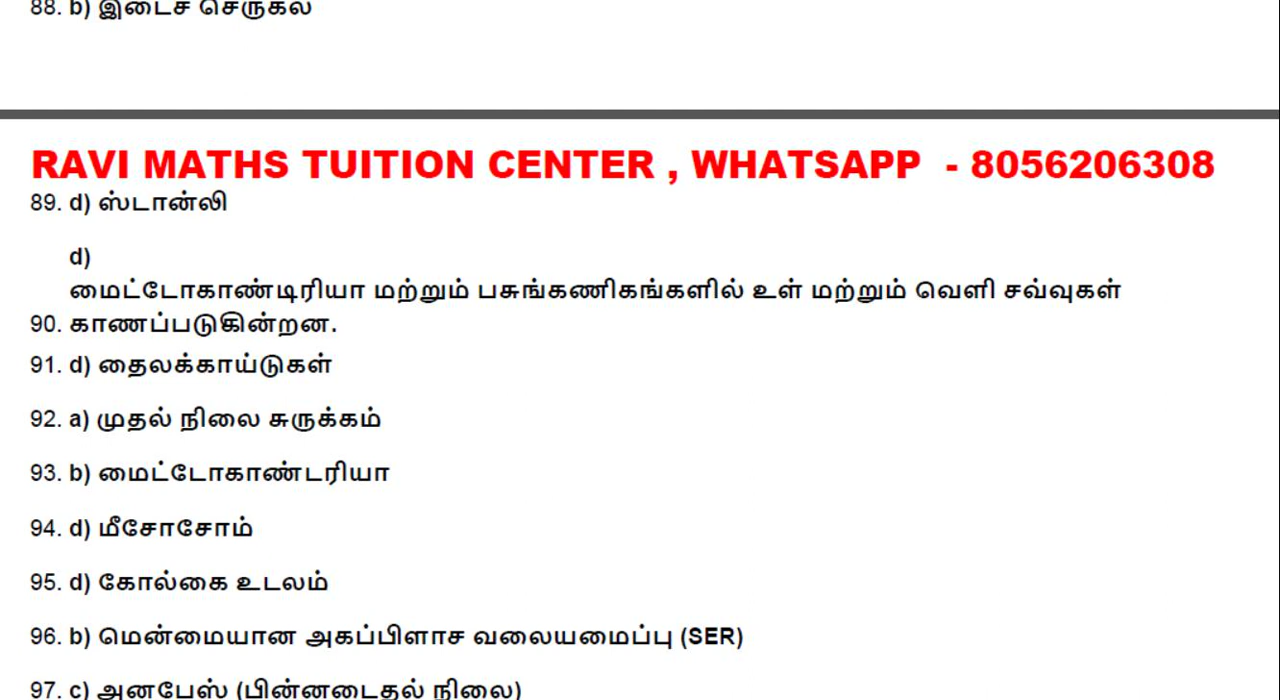 88. b) இடைச் செருகல்
RAVI MATHS TUITION CENTER , WHATSAPP - 8056206308
89. d) ஸ்டான்லி
d)
மைட்டோகாண்டிரியா மற்றும் பசுங்கணிகங்களில் உள் மற்றும் வெளி சவ்வுகள்
90. காணப்படுகின்றன.
91. d) தைலக்காய்டுகள்
92. a) முதல் நிலை சுருக்கம்
93. b) மைட்டோகாண்டரியா
94. d) மீசோசோம்
95. d) கோல்கை உடலம்
96. b) மென்மையான அகப்பிளாச வலையமைப்பு (SER)
97. c) அனபேஸ் (பின்னடைதல் நிலை)